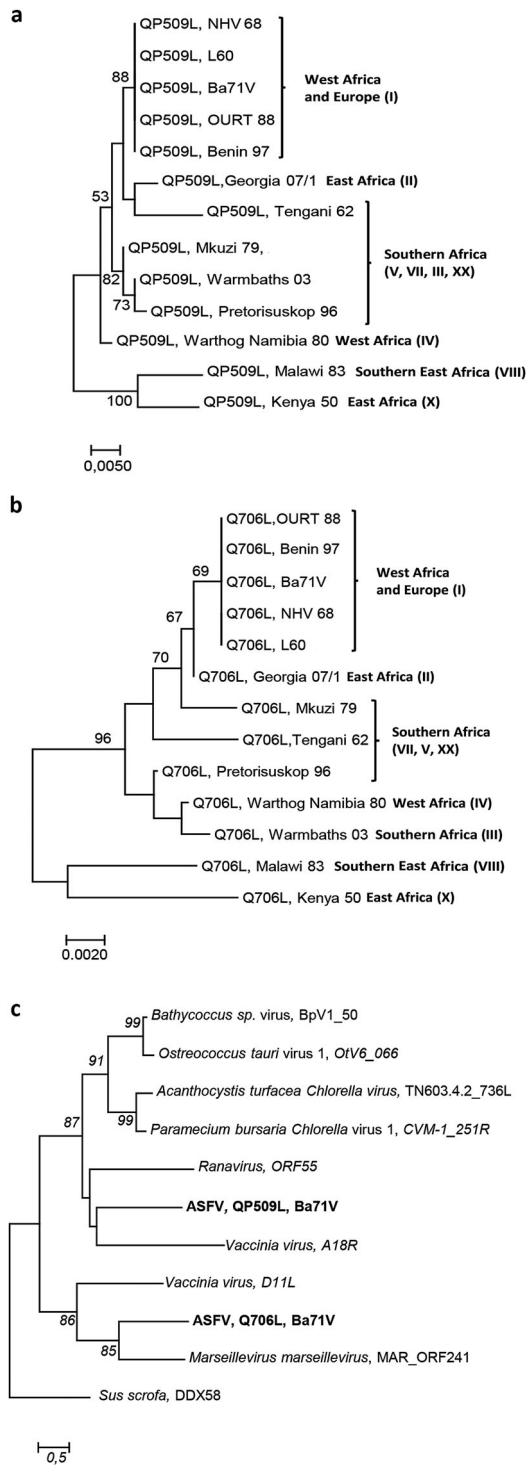 a
QP509L, NHV 68
QP509L, L60
88
QP509L, Ba71V
West Africa
and Europe (I)
QP509L, OURT 88
QP509L, Benin 97
QP509L,Georgia 07/1 East Africa (II)
53
QP509L, Tengani 62
QP509L, Mkuzi 79,
Southern Africa
(V, VII, III, XX)
82
QP509L, Warmbaths 03
73
QP509L, Pretorisuskop 96
QP509L, Warthog Namibia 80 West Africa (IV)
QP509L, Malawi 83 Southern East Africa (VIII)
100
QP509L, Kenya 50 East Africa (X)
0,0050
b
Q706L,OURT 88
Q706L, Benin 97
69
Q706L, Ba71V
West Africa
and Europe (I)
Q706L, NHV 68
67
Q706L, L60
70
Q706L, Georgia 07/1 East Africa (II)
Q706L, Mkuzi 79
96
Q706L,Tengani 62
Southern Africa
(VII, V, XX)
Q706L, Pretorisuskop 96
Q706L, Warthog Namibia 80 West Africa (IV)
Q706L, Warmbaths 03 Southern Africa (III)
Q706L, Malawi 83 Southern East Africa (VIII)
Q706L, Kenya 50 East Africa (X)
0.0020
c
99
Bathycoccus sp. virus, BpV1_50
91
Ostreococcus tauri virus 1, OtV6_066
Acanthocystis turfacea Chlorella virus, TN603.4.2_736L
87
99
Paramecium bursaria Chlorella virus 1, CVM-1_251R
Ranavirus, ORF55
ASFV, QP509L, Ba71V
Vaccinia virus, A18R
Vaccinia virus, D11L
86
ASFV, Q706L, Ba71V
85
Marseillevirus marseillevirus, MAR_ORF241
Sus scrofa, DDX58
0,5